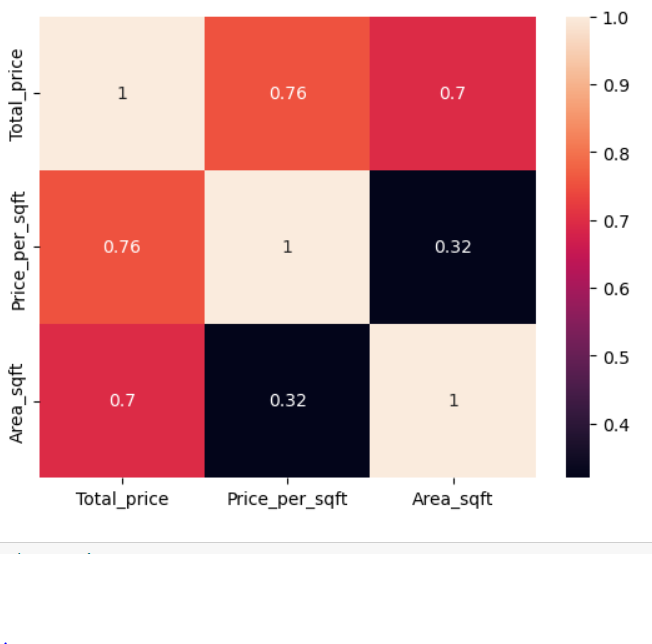 1.0
Total_price
1
0.76
0.7
0.9
0.8
Price_per_sqft
0.76
1
0.32
0.7
0.6
Area_sqft
0.7
0.32
1
0.5
0.4
Total_price
Price_per_sqft
Area_sqft